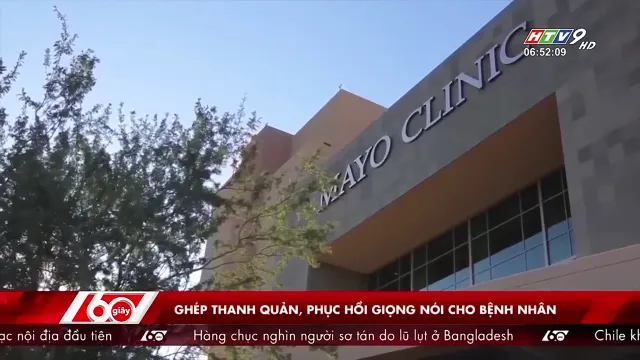 HTV9 HD
06:52:09
MAYO CLINIC
60 giây
GHÉP THANH QUẢN, PHỤC HỒI GIỌNG NÓI CHO BỆNH NHÂN
ạc nội địa đầu tiên 60 Hàng chục nghìn người sơ tán do lũ lụt ở Bangladesh 60 Chile kh